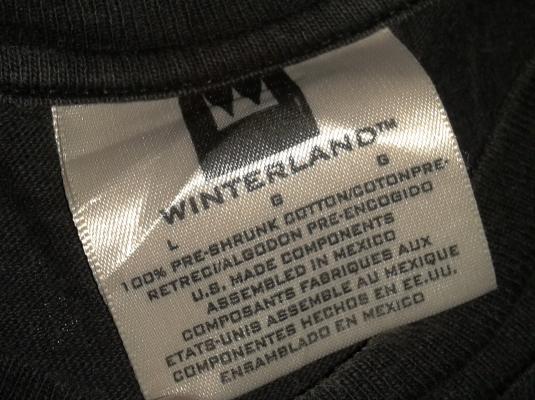 WINTERLAND™
L G G
100% PRE-SHRUNK COTTON/COTONPRE-
RETRECI/ALGODON PRE-ENCOGIDO
U.S. MADE COMPONENTS
ASSEMBLED IN MEXICO
COMPOSANTS FABRIQUES AUX
ETATS-UNIS ASSEMBLE AU MEXIQUE
COMPONENTES HECHOS EN EE.UU.
ENSAMBLADO EN MEXICO